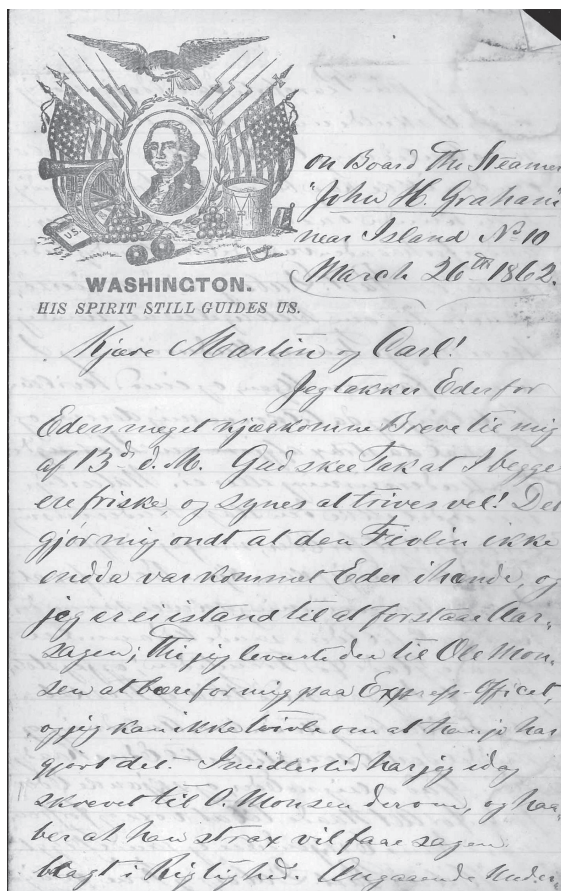 U.S.
WASHINGTON.
HIS SPIRIT STILL GUIDES US.
on Board the Steamer
"John H. Graham"
near Island No 10
March 26th 1862.
Kjære Martin og Carl!
Jeg takker Eder for
Eders meget kjærkomne Breve til mig
af 13de d. M. Gud skee Tak at I begge
ere friske, og synes at trives vel! Det
gjør mig ondt at den Fiolin ikke
endda var kommet Eder ihænde, og
jeg er ei istand til at forstaae Aar-
sagen; Thi jeg leverte den til Ole Mon-
sen at bære for mig paa Express-Officet,
og jeg kan ikke tvivle om at han jo har
gjort det. Imidlertid har jeg idag
skrevet til O. Monsen derom, og haa-
ber at han strax vil faae sagen
bragt i Rigtighed. Angaaende Under-